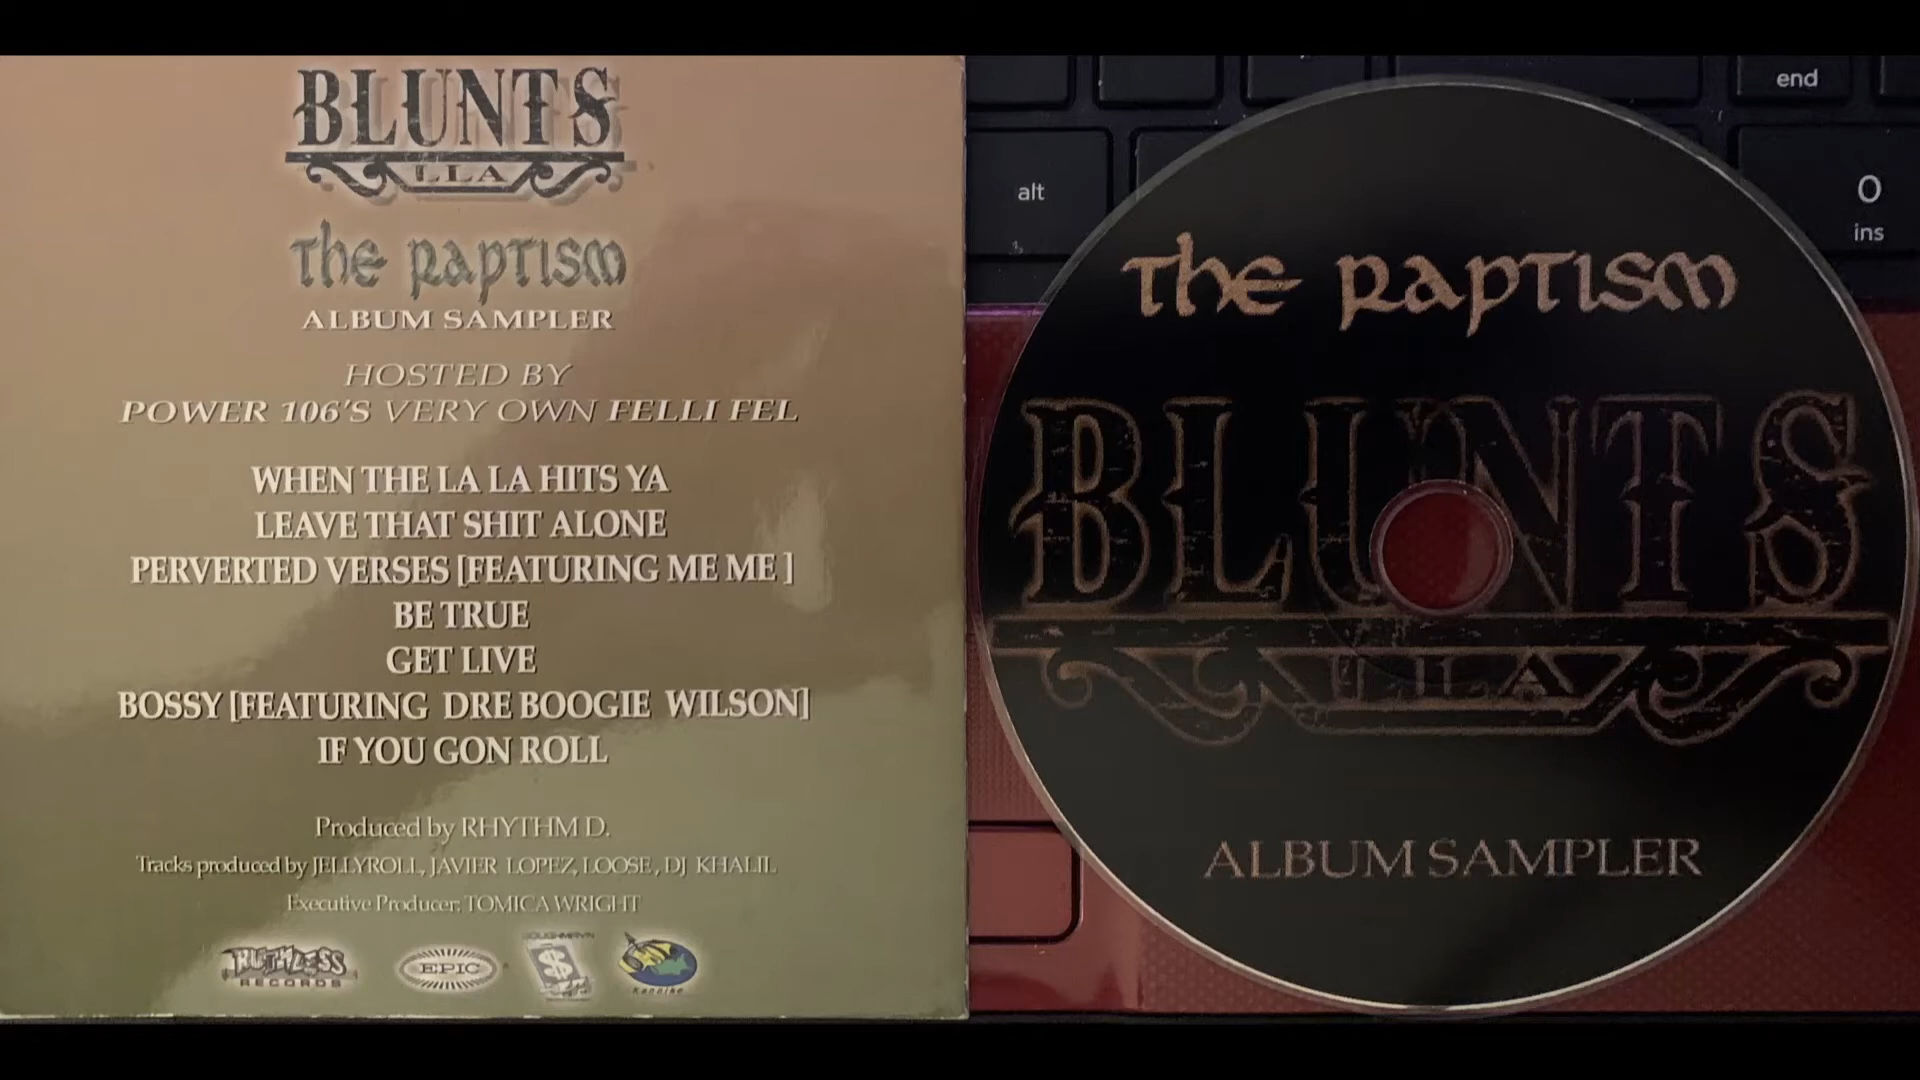 BLUNTS
LLA
The Raptism
ALBUM SAMPLER
HOSTED BY
POWER 106'S VERY OWN FELLI FEL
WHEN THE LA LA HITS YA
LEAVE THAT SHIT ALONE
PERVERTED VERSES [FEATURING ME ME ]
BE TRUE
GET LIVE
BOSSY [FEATURING DRE BOOGIE WILSON]
IF YOU GON ROLL
Produced by RHYTHM D.
Tracks produced by JELLYROLL, JAVIER LOPEZ, LOOSE, DJ KHALIL
Executive Producer: TOMICA WRIGHT
RUTHLESS
RECORDS
EPIC
end
alt
0
ins
The Raptism
BLUNTS
LLA
ALBUM SAMPLER